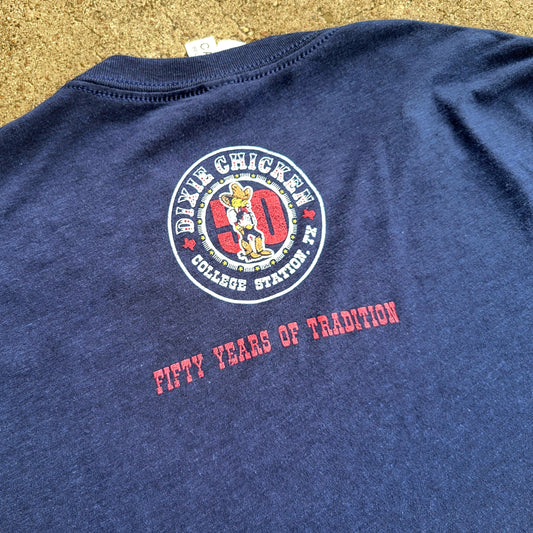 DIXIE CHICKEN
50
COLLEGE STATION, TX
FIFTY YEARS OF TRADITION